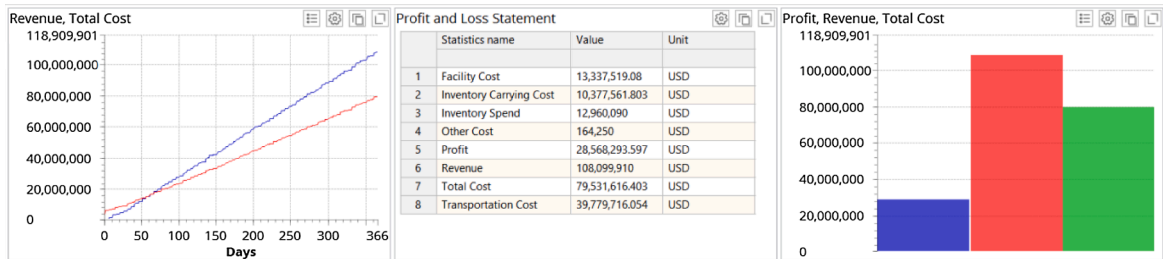 Revenue, Total Cost
118,909,901
100,000,000
80,000,000
60,000,000
40,000,000
20,000,000
0
0 50 100 150 200 250 300 366
Days
Profit and Loss Statement
Statistics name Value Unit
1 Facility Cost 13,337,519.08 USD
2 Inventory Carrying Cost 10,377,561.803 USD
3 Inventory Spend 12,960,090 USD
4 Other Cost 164,250 USD
5 Profit 28,568,293.597 USD
6 Revenue 108,099,910 USD
7 Total Cost 79,531,616.403 USD
8 Transportation Cost 39,779,716.054 USD
Profit, Revenue, Total Cost
118,909,901
100,000,000
80,000,000
60,000,000
40,000,000
20,000,000
0